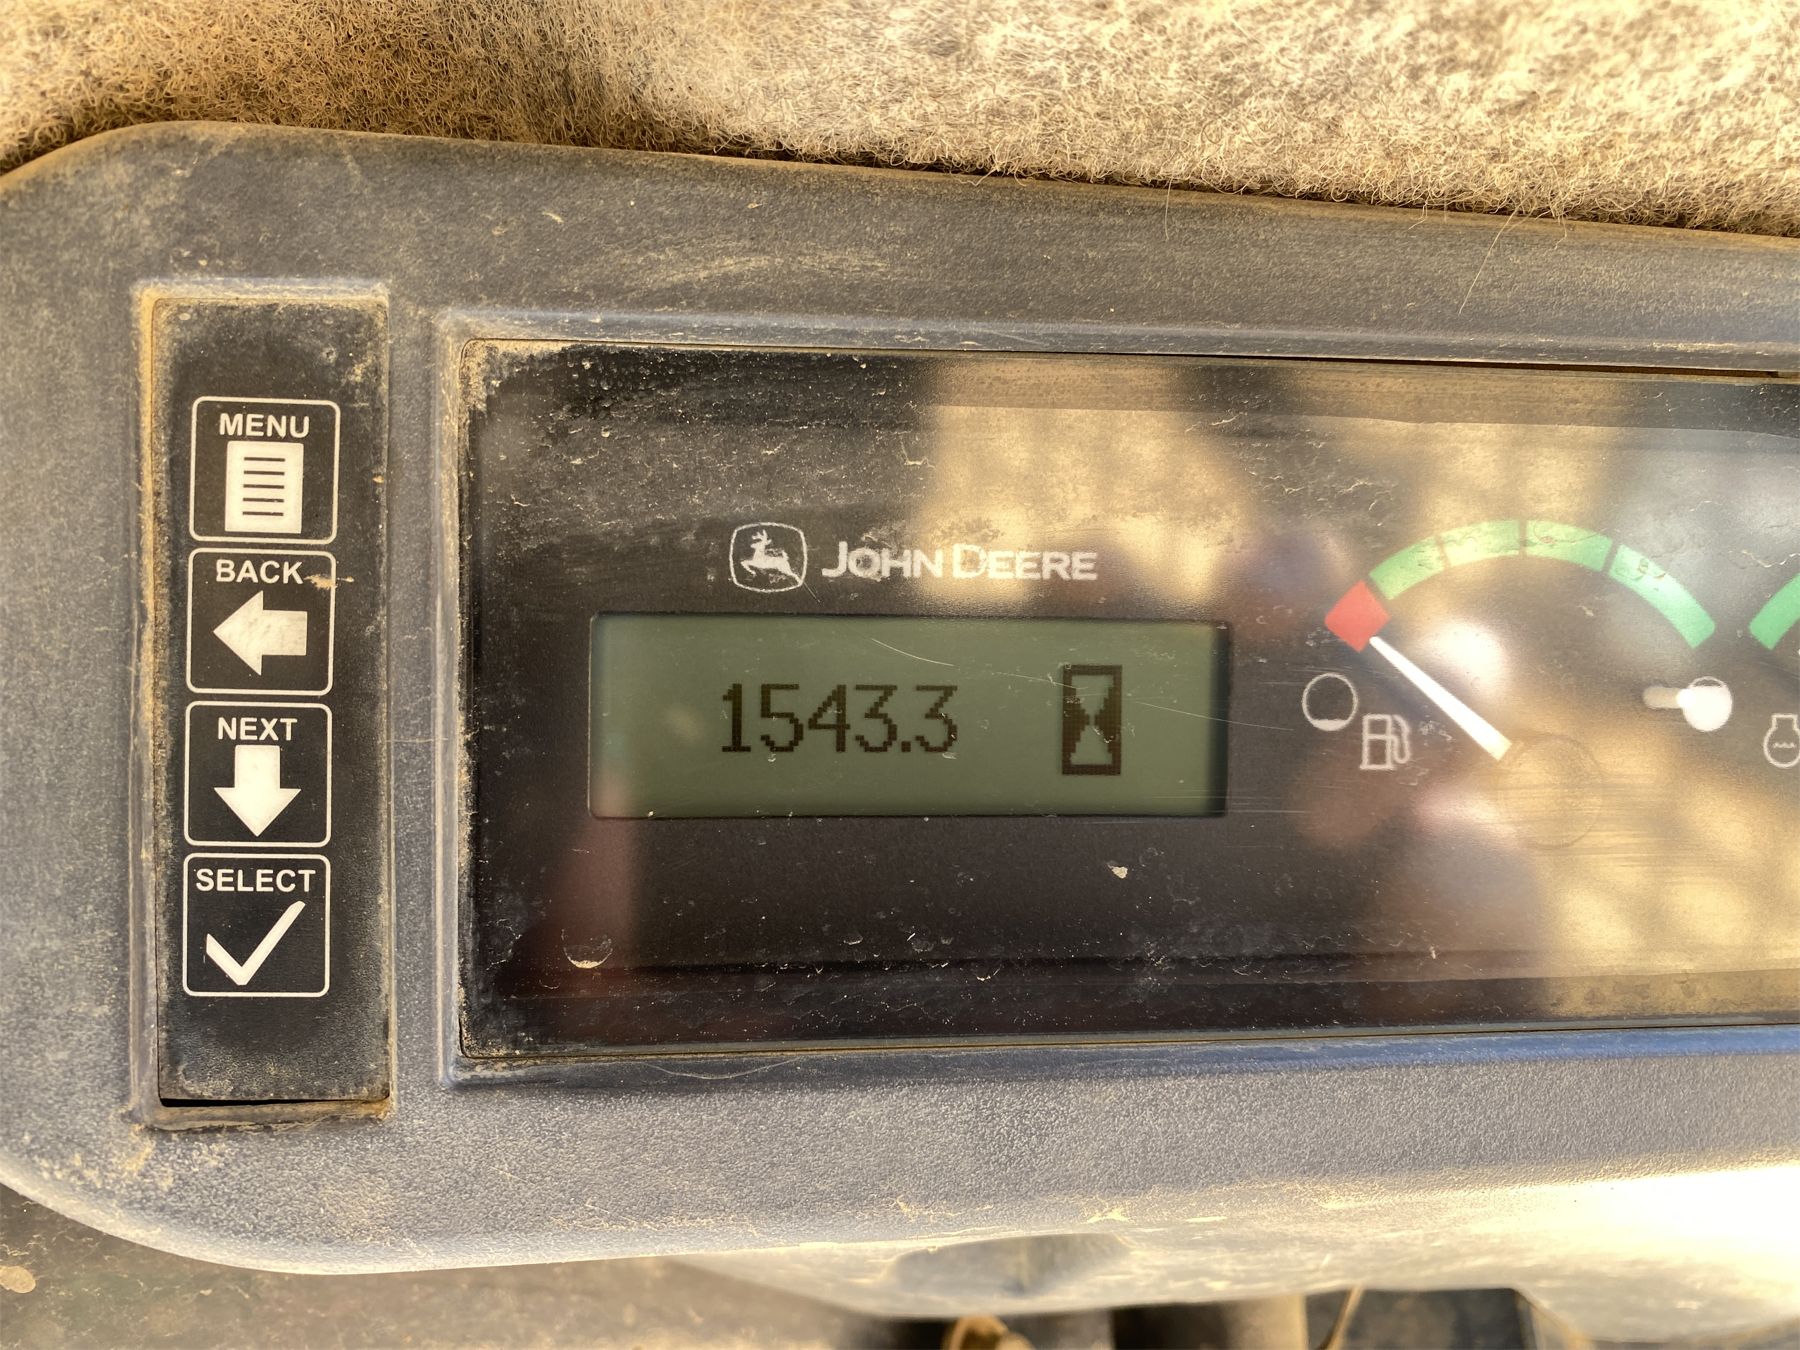 MENU
BACK
NEXT
SELECT
JOHN DEERE
1543.3